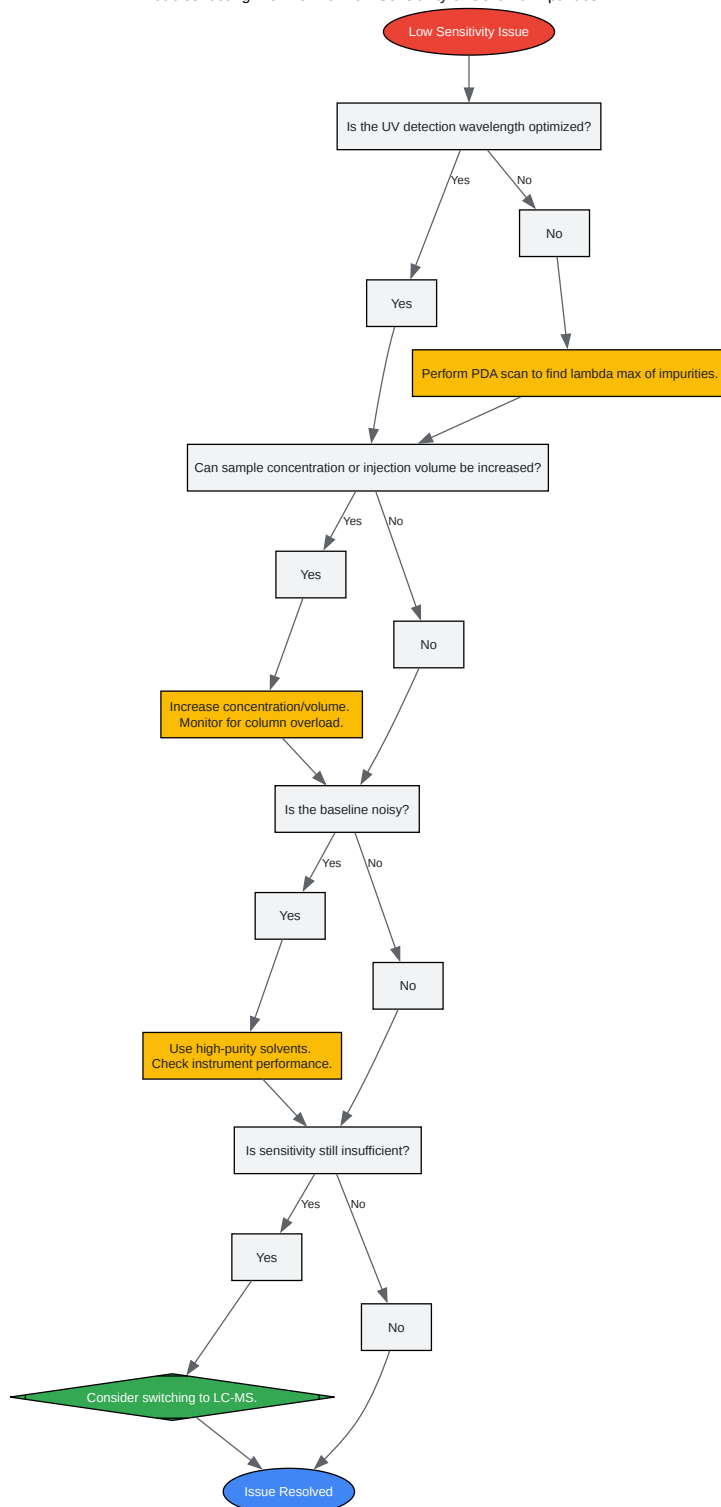 Low Sensitivity Issue
Is the UV detection wavelength optimized?
Yes
No
No
Yes
Perform PDA scan to find lambda max of impurities.
Can sample concentration or injection volume be increased?
Yes
No
Yes
No
Increase concentration/volume.
Monitor for column overload.
Is the baseline noisy?
Yes
No
Yes
No
Use high-purity solvents.
Check instrument performance.
Is sensitivity still insufficient?
Yes
No
Yes
No
Consider switching to LC-MS.
Issue Resolved